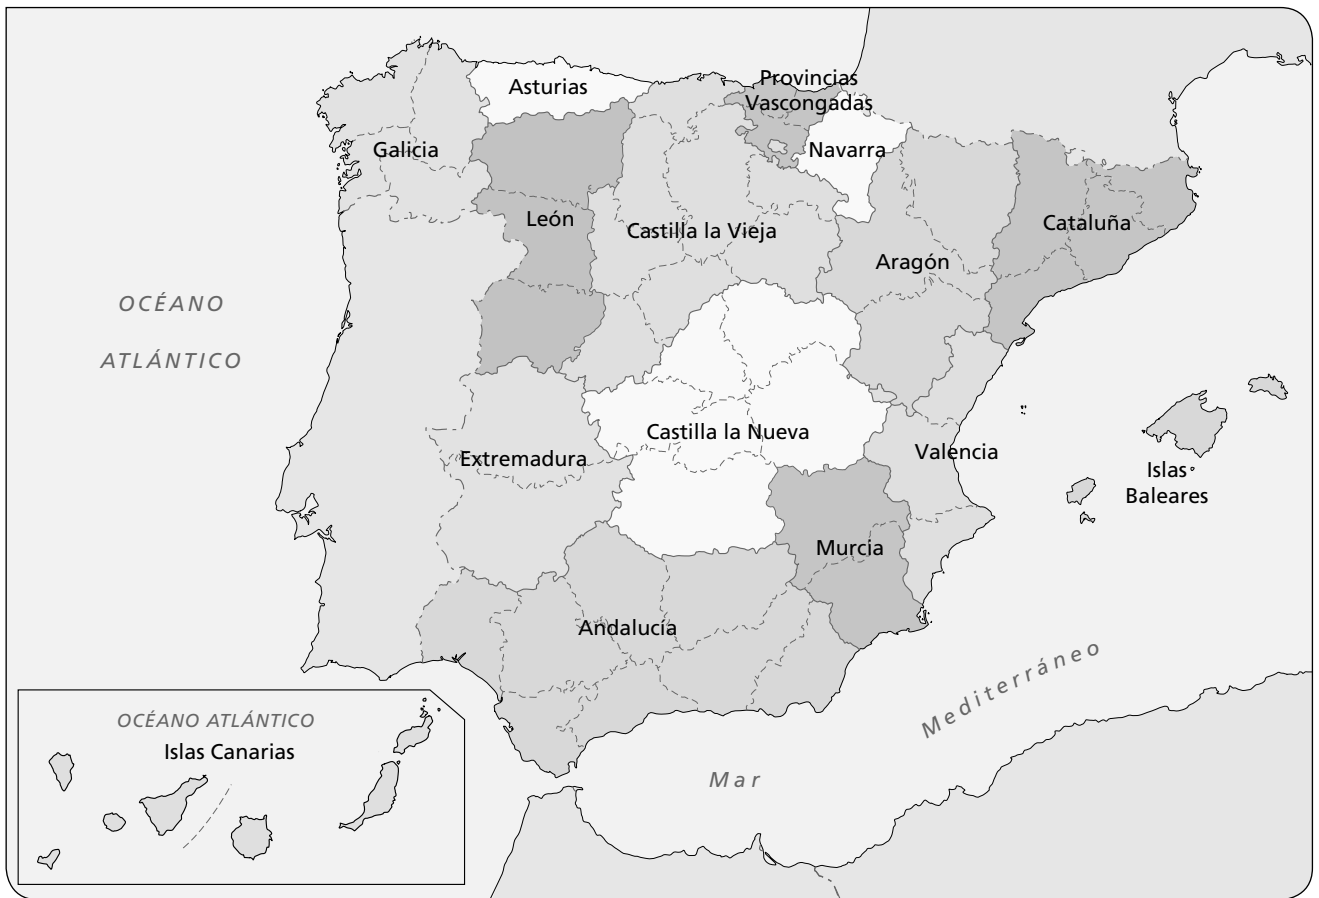 Provincias
Vascongadas
Asturias
Galicia
Navarra
León
Castilla la Vieja
Cataluña
Aragón
OCÉANO
ATLÁNTICO
Castilla la Nueva
Extremadura
Valencia
Islas
Baleares
Murcia
Andalucía
Mediterráneo
Mar
OCÉANO ATLÁNTICO
Islas Canarias